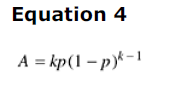 Equation 4
A = kp(1 – p)^{k – 1}